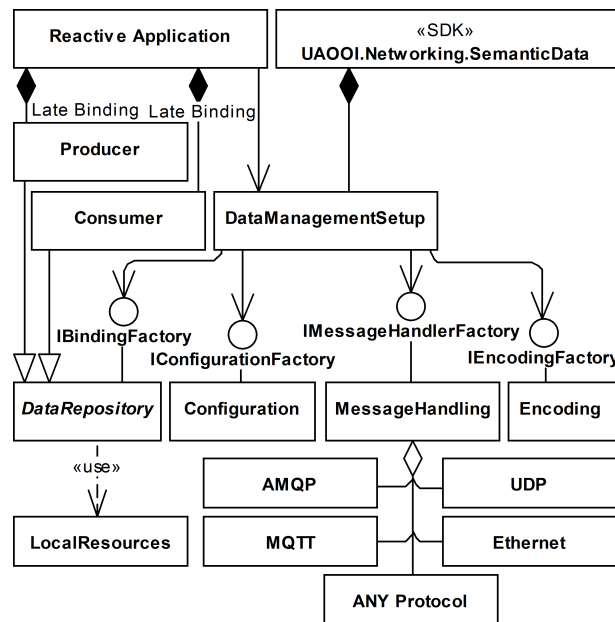 Reactive Application
«SDK»
UAOOI.Networking.SemanticData
Late Binding
Late Binding
Producer
Consumer
DataManagementSetup
IBindingFactory
IMessageHandlerFactory
IConfigurationFactory
IEncodingFactory
DataRepository
Configuration
MessageHandling
Encoding
«use»
AMQP
UDP
LocalResources
MQTT
Ethernet
ANY Protocol